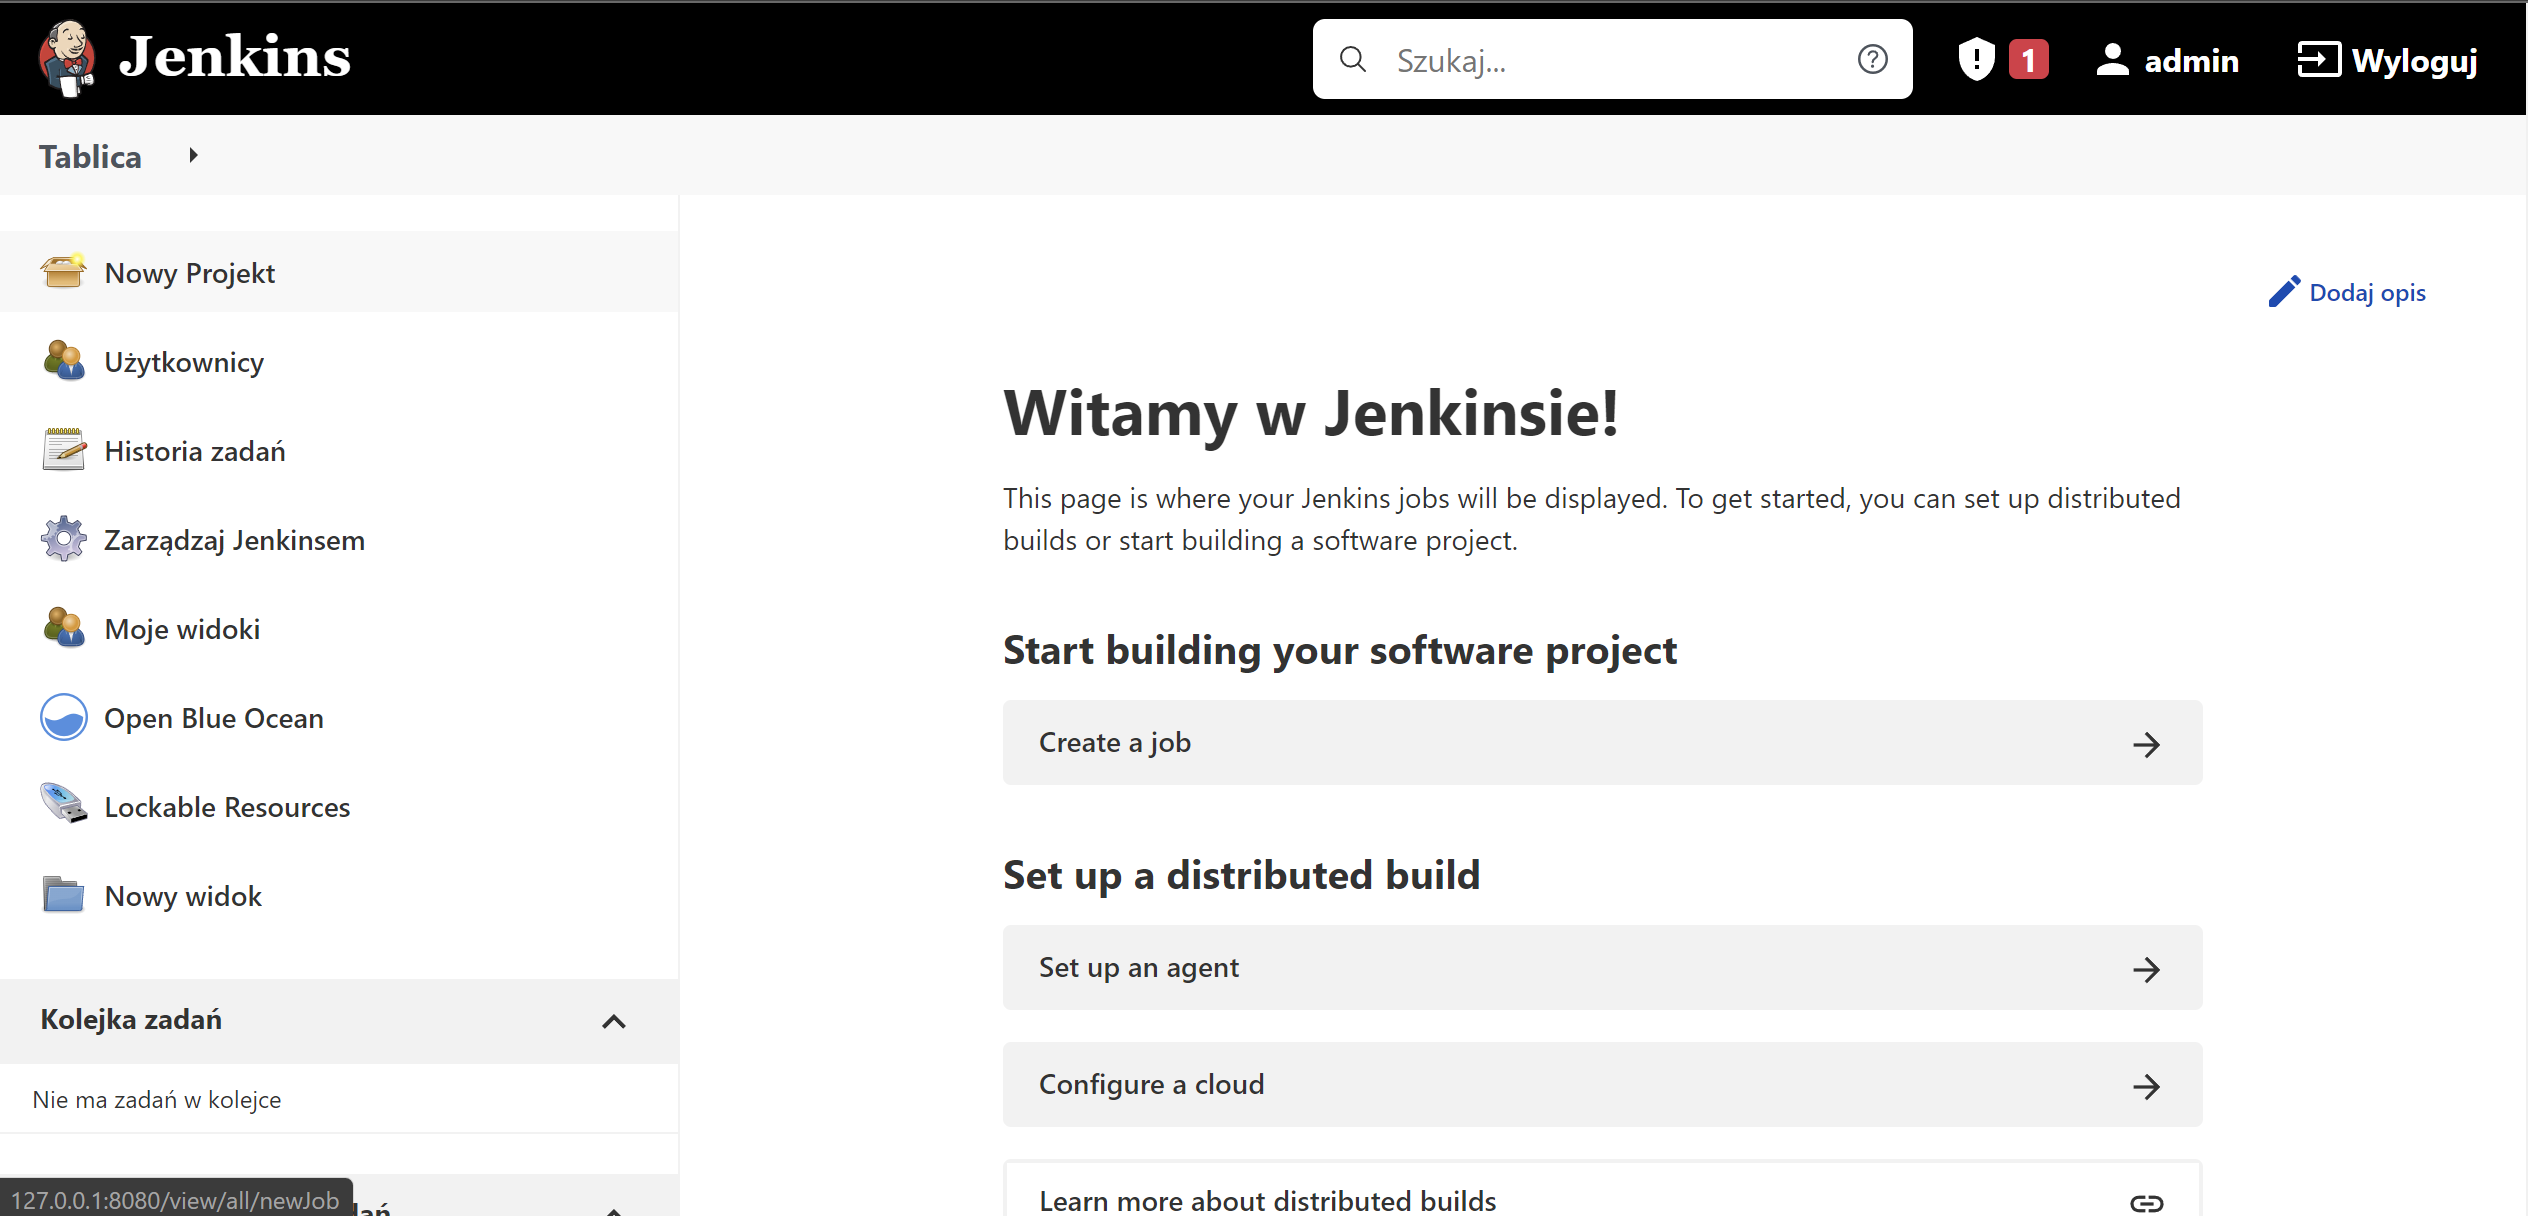 Jenkins
Szukaj...
1
admin
Wyloguj
Tablica
Nowy Projekt
Użytkownicy
Historia zadań
Zarządzaj Jenkinsem
Moje widoki
Open Blue Ocean
Lockable Resources
Nowy widok
Kolejka zadań
Nie ma zadań w kolejce
127.0.0.1:8080/view/all/newJob
Dodaj opis
Witamy w Jenkinsie!
This page is where your Jenkins jobs will be displayed. To get started, you can set up distributed
builds or start building a software project.
Start building your software project
Create a job
Set up a distributed build
Set up an agent
Configure a cloud
Learn more about distributed builds